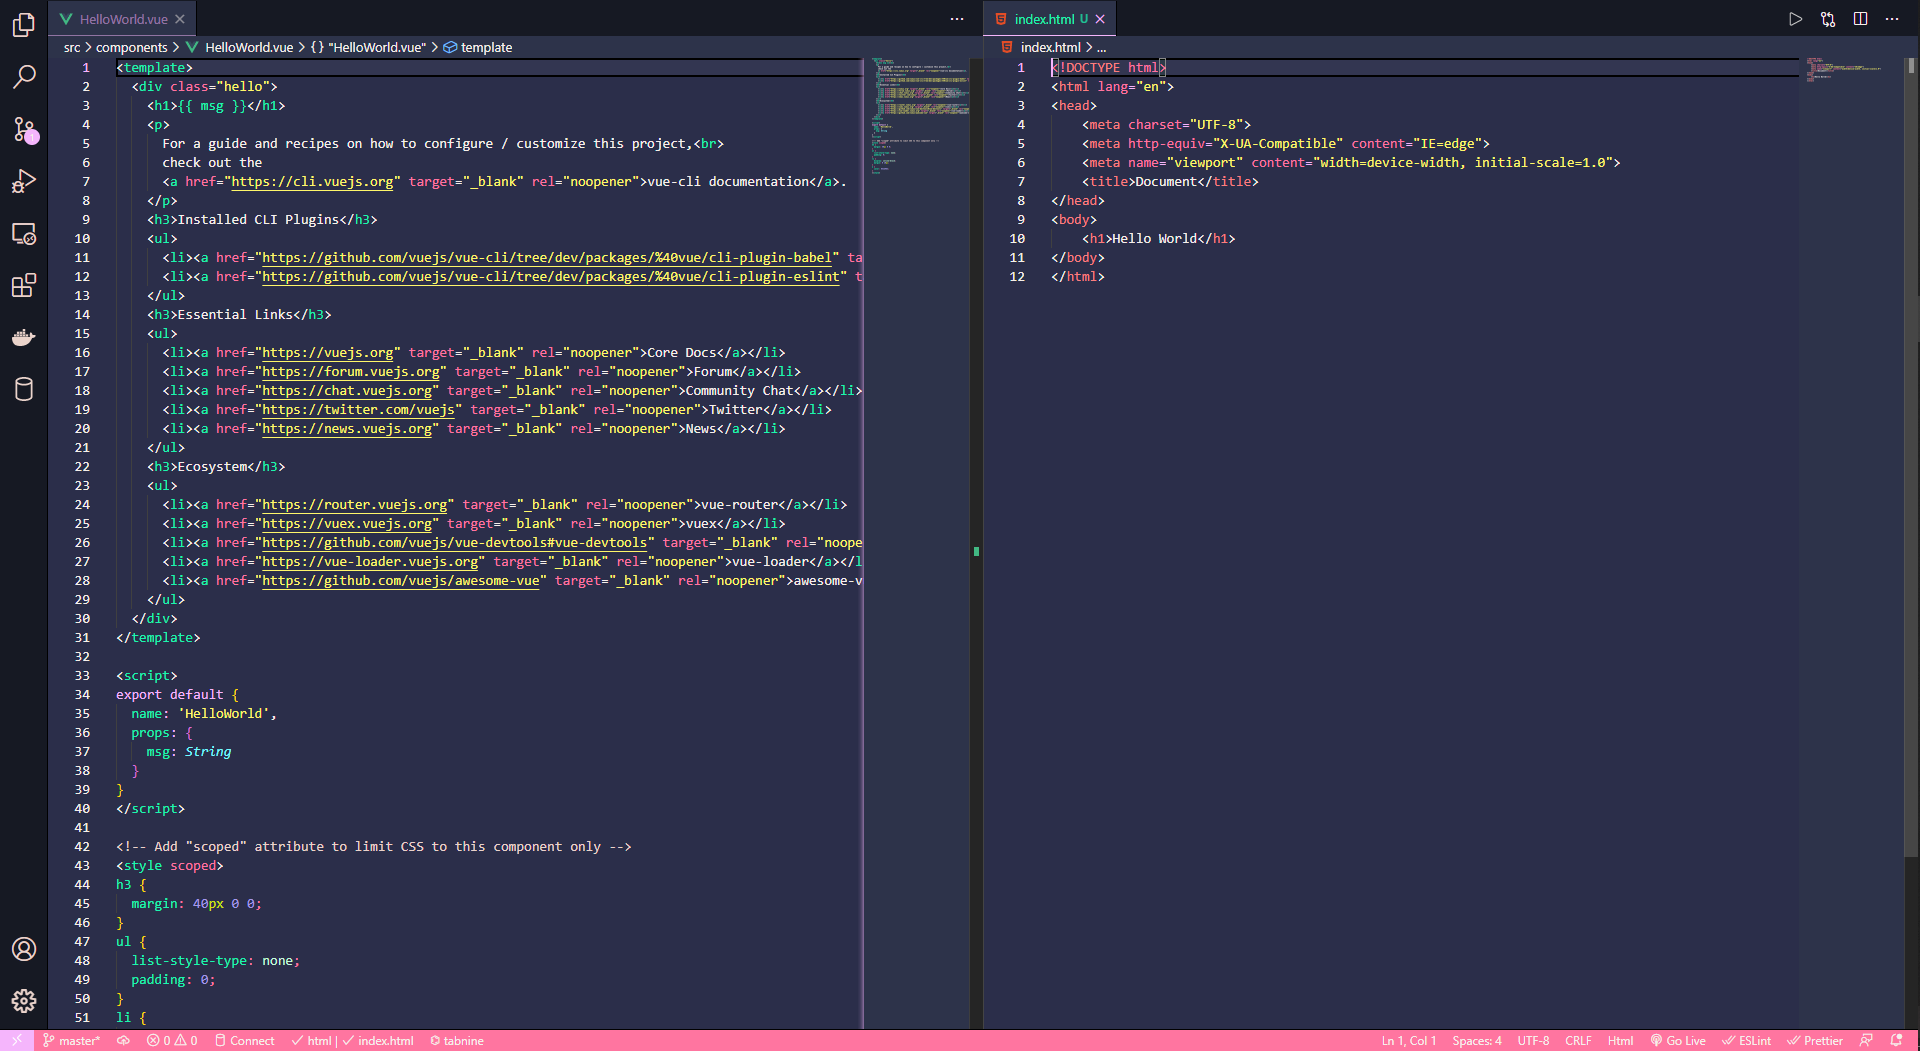 HelloWorld.vue
src > components > HelloWorld.vue > {} "HelloWorld.vue" > template
1 <template>
2 <div class="hello">
3 <h1>{{ msg }}</h1>
4 <p>
5 For a guide and recipes on how to configure / customize this project,<br>
6 check out the
7 <a href="https://cli.vuejs.org" target="_blank" rel="noopener">vue-cli documentation</a>.
8 </p>
9 <h3>Installed CLI Plugins</h3>
10 <ul>
11 <li><a href="https://github.com/vuejs/vue-cli/tree/dev/packages/%40vue/cli-plugin-babel" ta
12 <li><a href="https://github.com/vuejs/vue-cli/tree/dev/packages/%40vue/cli-plugin-eslint" t
13 </ul>
14 <h3>Essential Links</h3>
15 <ul>
16 <li><a href="https://vuejs.org" target="_blank" rel="noopener">Core Docs</a></li>
17 <li><a href="https://forum.vuejs.org" target="_blank" rel="noopener">Forum</a></li>
18 <li><a href="https://chat.vuejs.org" target="_blank" rel="noopener">Community Chat</a></li>
19 <li><a href="https://twitter.com/vuejs" target="_blank" rel="noopener">Twitter</a></li>
20 <li><a href="https://news.vuejs.org" target="_blank" rel="noopener">News</a></li>
21 </ul>
22 <h3>Ecosystem</h3>
23 <ul>
24 <li><a href="https://router.vuejs.org" target="_blank" rel="noopener">vue-router</a></li>
25 <li><a href="https://vuex.vuejs.org" target="_blank" rel="noopener">vuex</a></li>
26 <li><a href="https://github.com/vuejs/vue-devtools#vue-devtools" target="_blank" rel="noope
27 <li><a href="https://vue-loader.vuejs.org" target="_blank" rel="noopener">vue-loader</a></l
28 <li><a href="https://github.com/vuejs/awesome-vue" target="_blank" rel="noopener">awesome-v
29 </ul>
30 </div>
31 </template>
32
33 <script>
34 export default {
35 name: 'HelloWorld',
36 props: {
37 msg: String
38 }
39 }
40 </script>
41
42 <!-- Add "scoped" attribute to limit CSS to this component only -->
43 <style scoped>
44 h3 {
45 margin: 40px 0 0;
46 }
47 ul {
48 list-style-type: none;
49 padding: 0;
50 }
51 li {
index.html U
index.html > ...
1 <!DOCTYPE html>
2 <html lang="en">
3 <head>
4 <meta charset="UTF-8">
5 <meta http-equiv="X-UA-Compatible" content="IE=edge">
6 <meta name="viewport" content="width=device-width, initial-scale=1.0">
7 <title>Document</title>
8 </head>
9 <body>
10 <h1>Hello World</h1>
11 </body>
12 </html>
1
master* 0 0 Connect html | index.html tabnine Ln 1, Col 1 Spaces: 4 UTF-8 CRLF Html Go Live ESLint Prettier